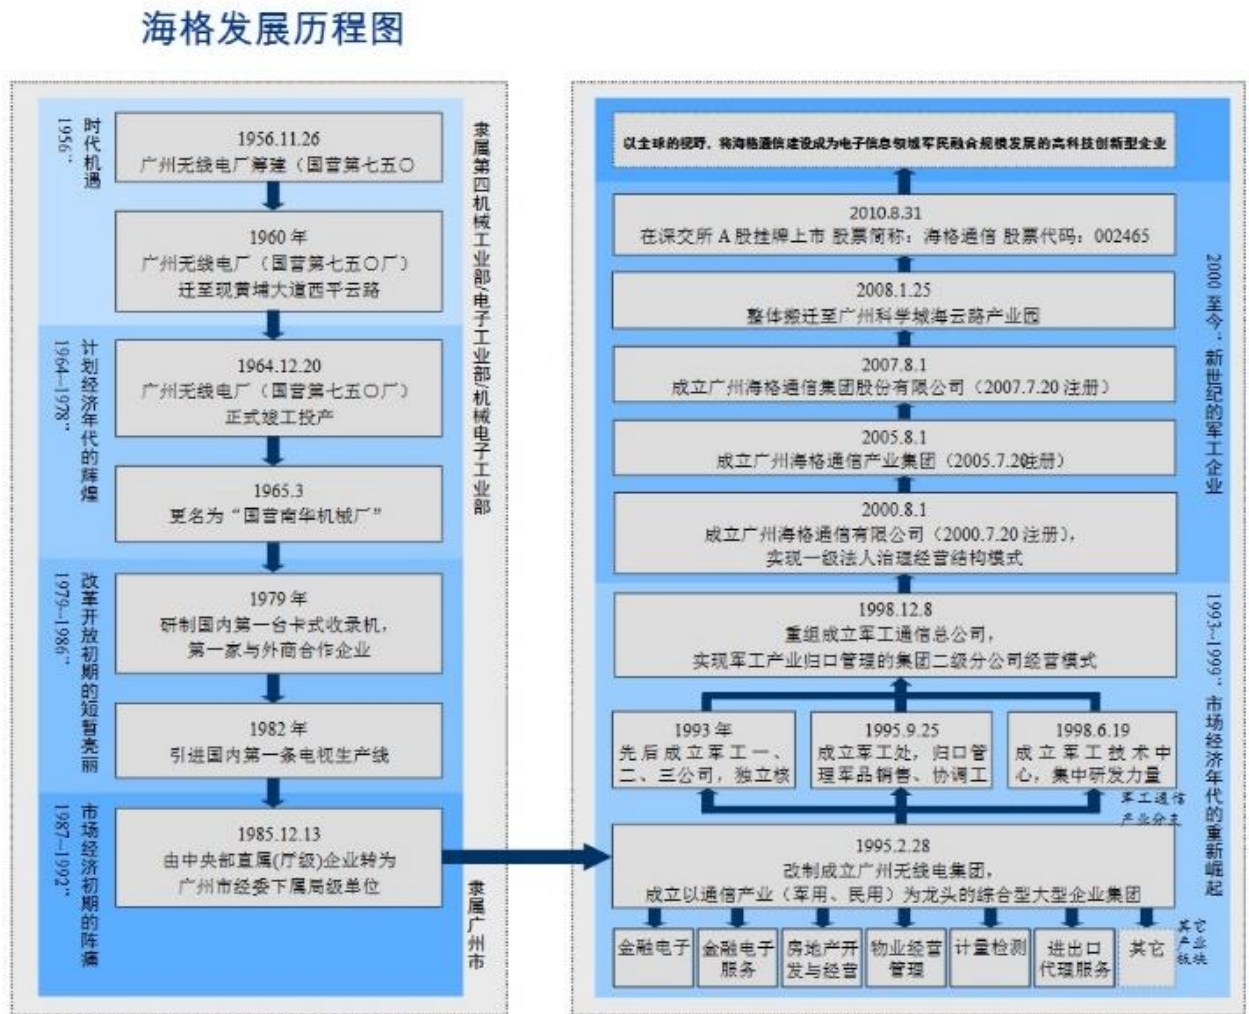 海格发展历程图
时代机遇
1956"
1956.11.26
广州无线电厂筹建（国营第七五〇
1960 年
广州无线电厂（国营第七五〇厂）
迁至现黄埔大道西平云路
计划经济年代的辉煌
1964~1978"
1964.12.20
广州无线电厂（国营第七五〇厂）
正式竣工投产
1965.3
更名为“国营南华机械厂”
改革开放初期的短暂亮丽
1979~1986"
1979 年
研制国内第一台卡式收录机，
第一家与外商合作企业
1982 年
引进国内第一条电视生产线
市场经济初期的阵痛
1987~1992"
1985.12.13
由中央部直属(厅级)企业转为
广州市经委下属局级单位
隶属第四机械工业部/电子工业部/机械电子工业部
隶属广州市
以全球的视野，将海格通信建设成为电子信息领域军民融合规模发展的高科技创新型企业
2010.8.31
在深交所 A 股挂牌上市 股票简称：海格通信 股票代码：002465
2008.1.25
整体搬迁至广州科学城海云路产业园
2007.8.1
成立广州海格通信集团股份有限公司（2007.7.20 注册）
2005.8.1
成立广州海格通信产业集团（2005.7.20注册）
2000.8.1
成立广州海格通信有限公司（2000.7.20 注册），
实现一级法人治理经营结构模式
2000 至今：新世纪的军工企业
1998.12.8
重组成立军工通信总公司，
实现军工产业归口管理的集团二级分公司经营模式
1993 年
先后成立军工一、
二、三公司，独立核
1995.9.25
成立军工处，归口管
理军品销售、协调工
1998.6.19
成立军工技术中
心，集中研发力量
军工通信
产业分支
1995.2.28
改制成立广州无线电集团，
成立以通信产业（军用、民用）为龙头的综合型大型企业集团
1993~1999" 市场经济年代的重新崛起
金融电子
金融电子
服务
房地产开
发与经营
物业经营
管理
计量检测
进出口
代理服务
其它
其它
产业
板块